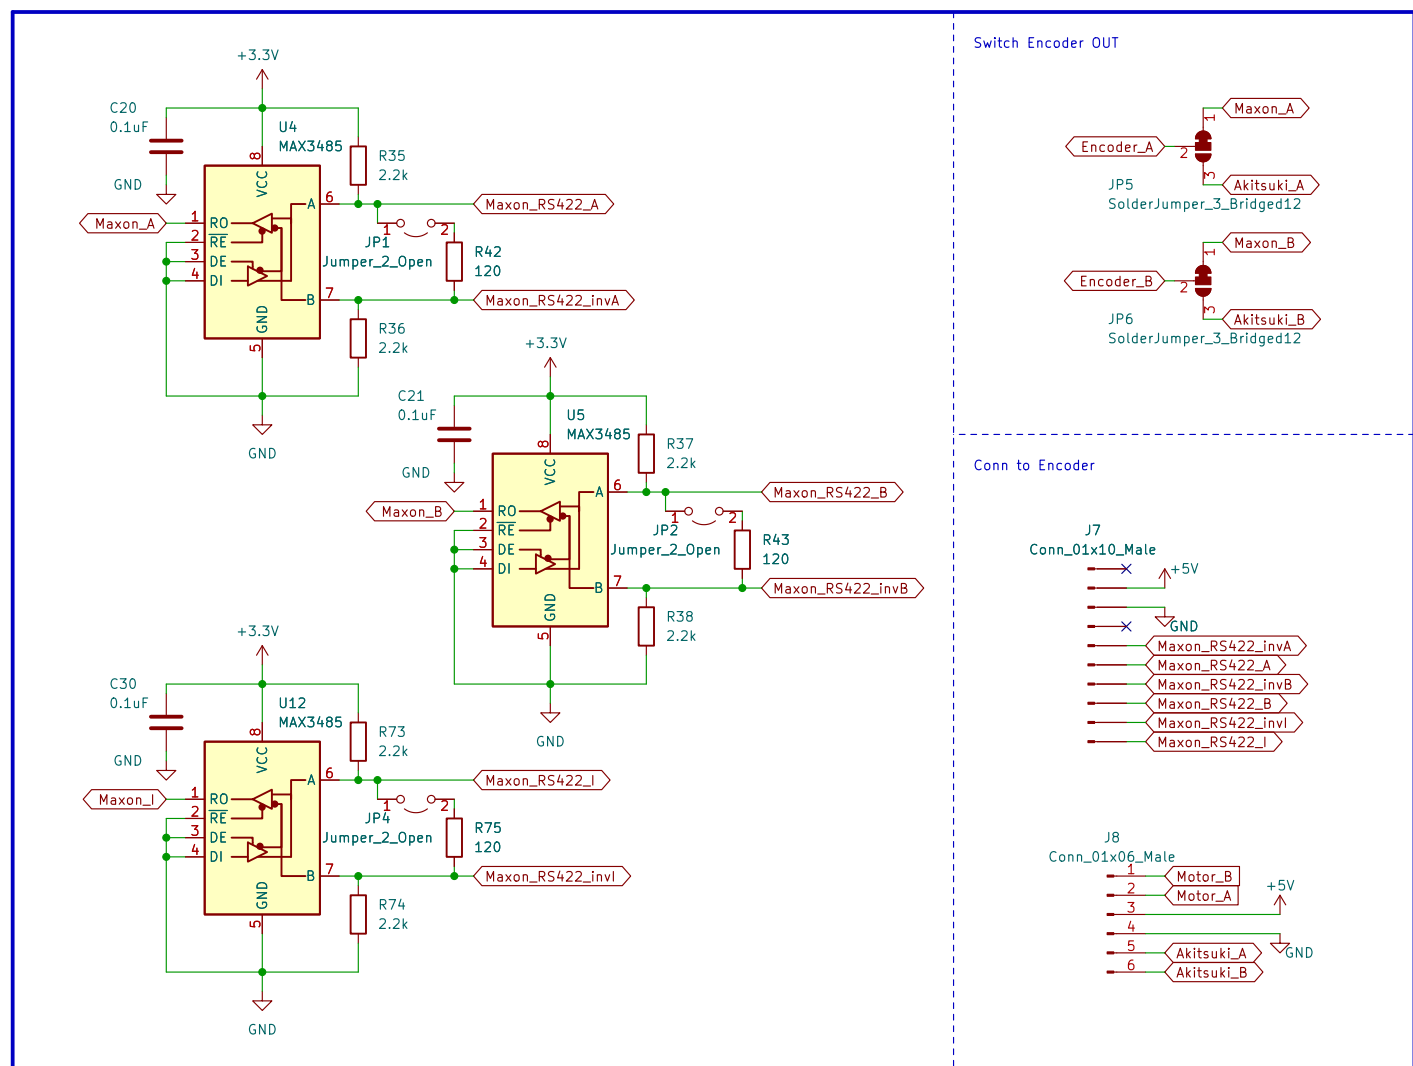 +3.3V
C20
0.1uF
GND
U4
MAX3485
R35
2.2k
8
VCC
A 6
Maxon_RS422_A
Maxon_A
1 RO
2 RE
3 DE
4 DI
1 2
JP1
Jumper_2_Open
R42
120
B 7
Maxon_RS422_invA
GND
5
R36
2.2k
GND
+3.3V
C21
0.1uF
GND
U5
MAX3485
R37
2.2k
8
VCC
A 6
Maxon_RS422_B
Maxon_B
1 RO
2 RE
3 DE
4 DI
1 2
JP2
Jumper_2_Open
R43
120
B 7
Maxon_RS422_invB
GND
5
R38
2.2k
GND
+3.3V
C30
0.1uF
GND
U12
MAX3485
R73
2.2k
8
VCC
A 6
Maxon_RS422_I
Maxon_I
1 RO
2 RE
3 DE
4 DI
1 2
JP4
Jumper_2_Open
R75
120
B 7
Maxon_RS422_invI
GND
5
R74
2.2k
GND
Switch Encoder OUT
Maxon_A
1
Encoder_A
2
3
Akitsuki_A
JP5
SolderJumper_3_Bridged12
Maxon_B
1
Encoder_B
2
3
Akitsuki_B
JP6
SolderJumper_3_Bridged12
Conn to Encoder
J7
Conn_01x10_Male
+5V
GND
Maxon_RS422_invA
Maxon_RS422_A
Maxon_RS422_invB
Maxon_RS422_B
Maxon_RS422_invI
Maxon_RS422_I
J8
Conn_01x06_Male
1 Motor_B
2 Motor_A
+5V
3
4
GND
5 Akitsuki_A
6 Akitsuki_B